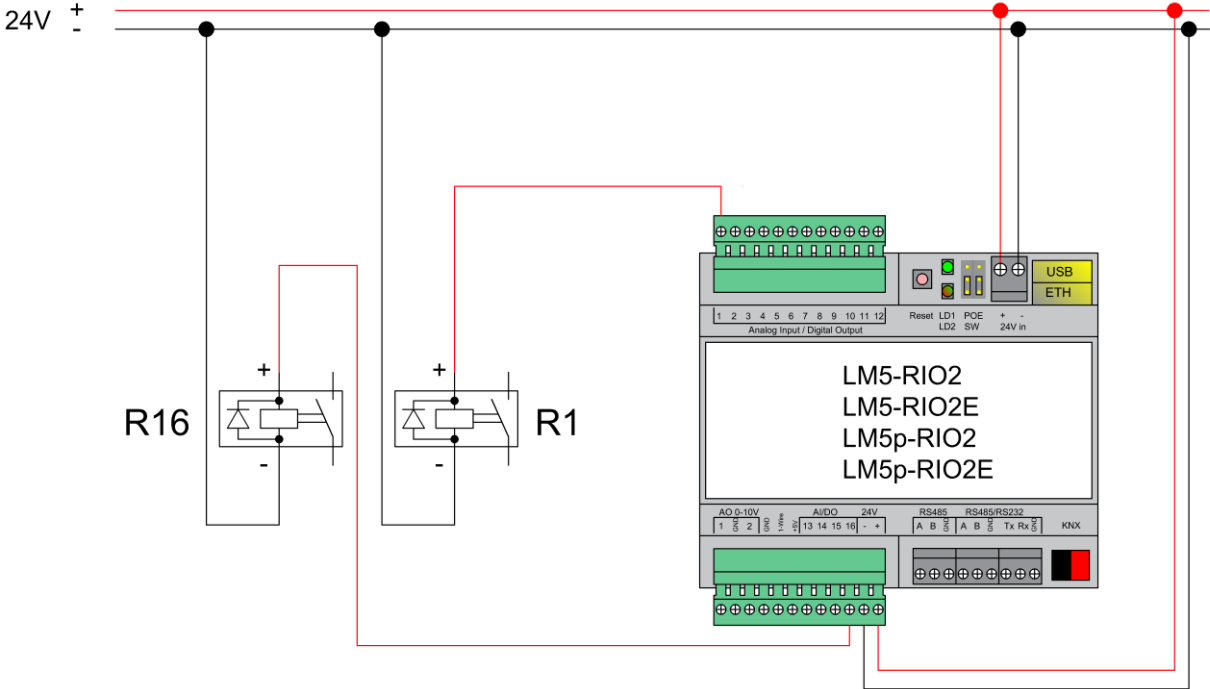 24V + -
USB
ETH
1 2 3 4 5 6 7 8 9 10 11 12
Analog Input / Digital Output
Reset LD1 POE + -
LD2 SW 24V in
LM5-RIO2
LM5-RIO2E
LM5p-RIO2
LM5p-RIO2E
+ +
R16 R1
- -
AO 0-10V AI/DO 24V RS485 RS485/RS232
1 GND 2 GND 1-Wire +5V 13 14 15 16 - + A B GND A B GND Tx Rx GND KNX